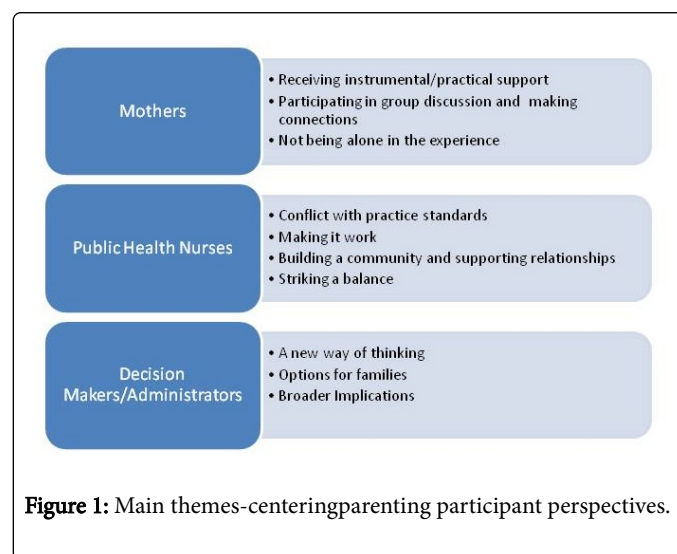 Mothers
• Receiving instrumental/practical support
• Participating in group discussion and making
connections
• Not being alone in the experience
Public Health Nurses
• Conflict with practice standards
• Making it work
• Building a community and supporting relationships
• Striking a balance
Decision
Makers/Administrators
• A new way of thinking
• Options for families
• Broader Implications
Figure 1: Main themes-centeringparenting participant perspectives.